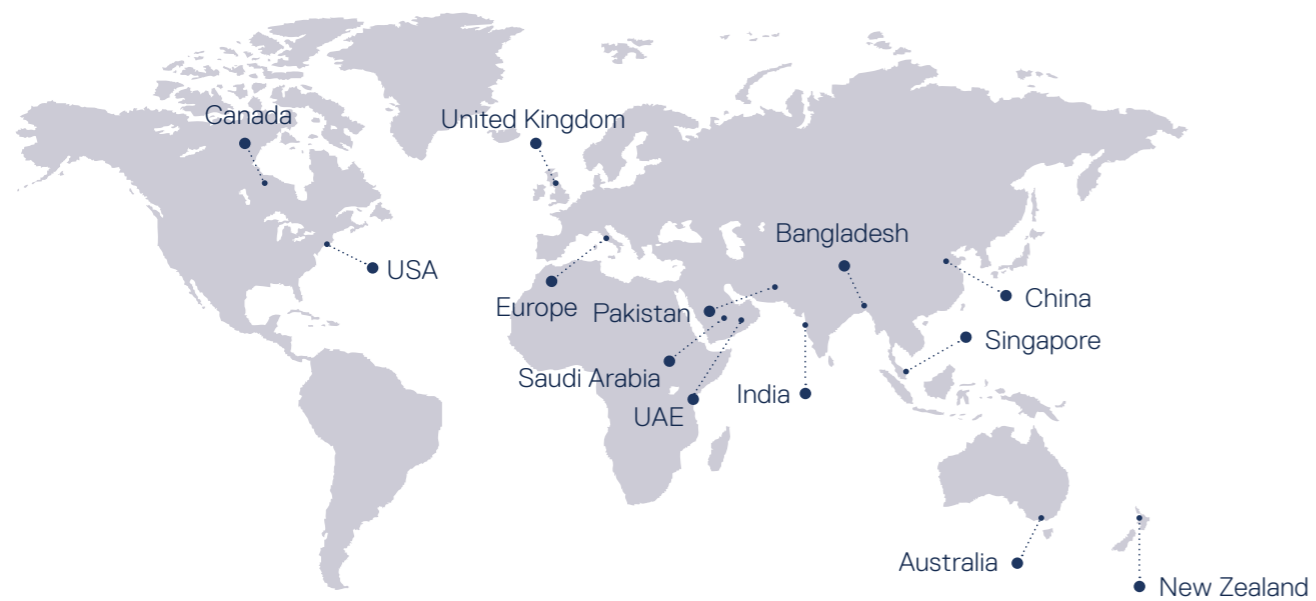 Canada
United Kingdom
USA
Bangladesh
Europe
Pakistan
China
Singapore
Saudi Arabia
UAE
India
Australia
New Zealand